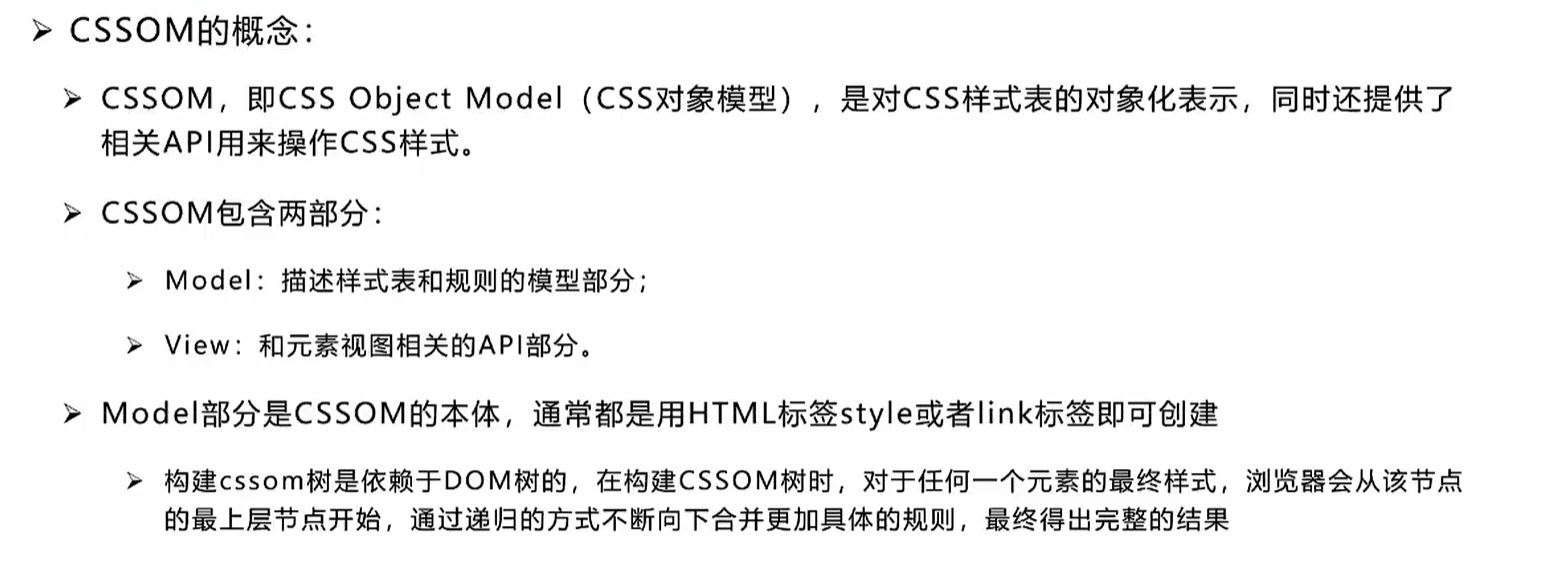 CSSOM的概念：
CSSOM，即CSS Object Model（CSS对象模型），是对CSS样式表的对象化表示，同时还提供了
相关API用来操作CSS样式。
CSSOM包含两部分：
Model：描述样式表和规则的模型部分；
View：和元素视图相关的API部分。
Model部分是CSSOM的本体，通常都是用HTML标签style或者link标签即可创建
构建cssom树是依赖于DOM树的，在构建CSSOM树时，对于任何一个元素的最终样式，浏览器会从该节点
的最上层节点开始，通过递归的方式不断向下合并更加具体的规则，最终得出完整的结果